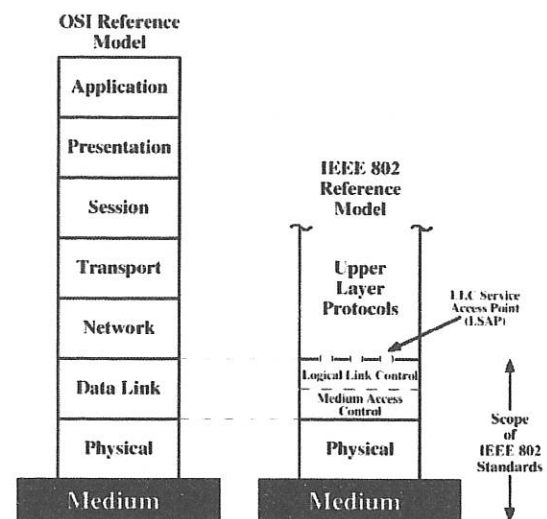 OSI Reference
Model
Application
Presentation
Session
Transport
Network
Data Link
Physical
Medium
IEEE 802
Reference
Model
Upper
Layer
Protocols
LLC Service
Access Point
(LSAP)
Logical Link Control
Medium Access
Control
Physical
Medium
Scope
of
IEEE 802
Standards